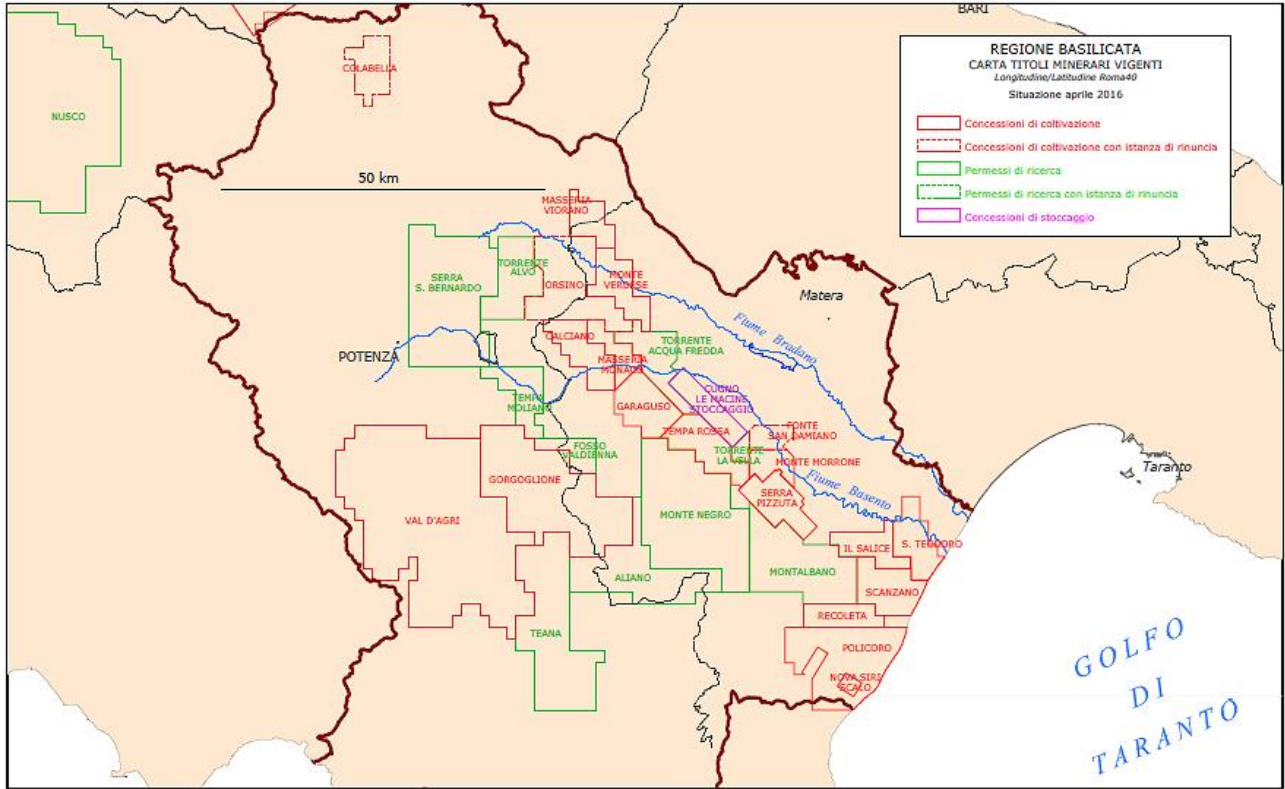 BARI
REGIONE BASILICATA
CARTA TITOLI MINERARI VIGENTI
Longitudine/Latitudine Roma40
Situazione aprile 2016
Concessioni di coltivazione
Concessioni di coltivazione con istanza di rinuncia
Permessi di ricerca
Permessi di ricerca con istanza di rinuncia
Concessioni di stoccaggio
COLABELLA
NUSCO
50 km
MASSERIA
VIORANO
TORRENTE
ALVO
SERRA
S. BERNARDO
ORSINO
MONTE
VERDESE
Matera
Fiume Bradano
CALCIANO
TORRENTE
ACQUA FREDDA
POTENZA
MASSERIA
MONACO
CUGNO
LE MACINE
STOCCAGGIO
TEMPA
MOLIANO
GARAGUSO
TEMPA ROSSA
FONTE
SAN DAMIANO
FOSSO
VALDIENNA
TORRENTE
LA VELLA
MONTE MORRONE
Taranto
GORGOGLIONE
Fiume Basento
SERRA
PIZZUTA
VAL D'AGRI
MONTE NEGRO
IL SALICE
S. TEODORO
ALIANO
MONTALBANO
SCANZANO
RECOLETA
TEANA
POLICORO
NOVA SIRI
SCALO
GOLFO
DI
TARANTO